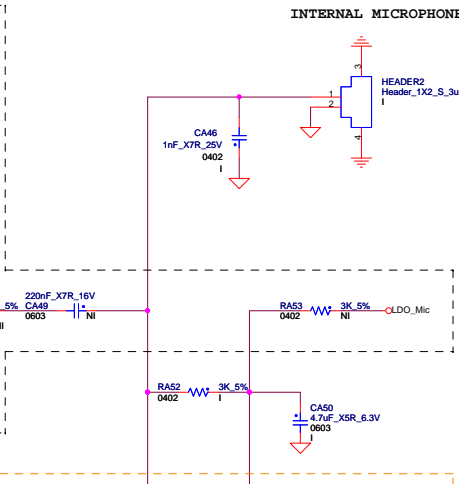 INTERNAL MICROPHONE
3
HEADER2
Header_1X2_S_3u
I
1
2
4
CA46
1nF_X7R_25V
0402
I
220nF_X7R_16V
_5% CA49
0603 NI
RA53 3K_5%
0402 NI
LDO_Mic
RA52 3K_5%
0402 I
CA50
4.7uF_X5R_6.3V
0603
I